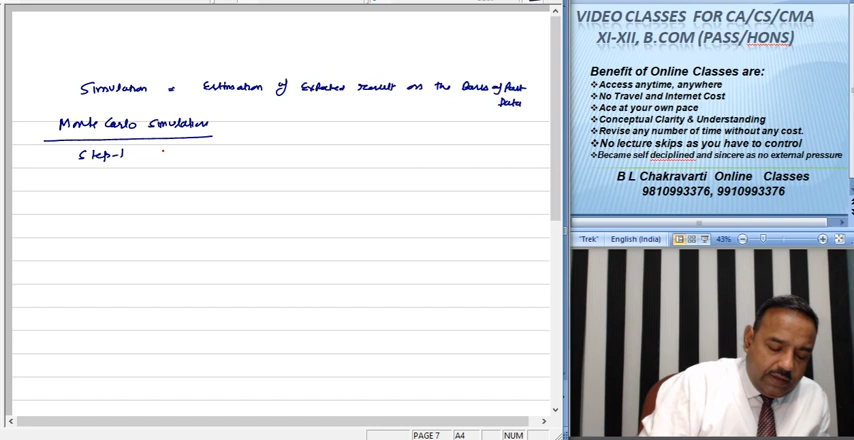 Simulation = Estimation of Expected result on the Basis of Past
Data
Monte Carlo Simulation
Step-1
PAGE 7 A4 NUM
VIDEO CLASSES FOR CA/CS/CMA
XI-XII, B.COM (PASS/HONS)
Benefit of Online Classes are:
❖Access anytime, anywhere
❖No Travel and Internet Cost
❖Ace at your own pace
❖Conceptual Clarity & Understanding
❖Revise any number of time without any cost.
❖No lecture skips as you have to control
❖Became self deciplined and sincere as no external pressure
B L Chakravarti Online Classes
9810993376, 9910993376
"Trek" English (India) 43%